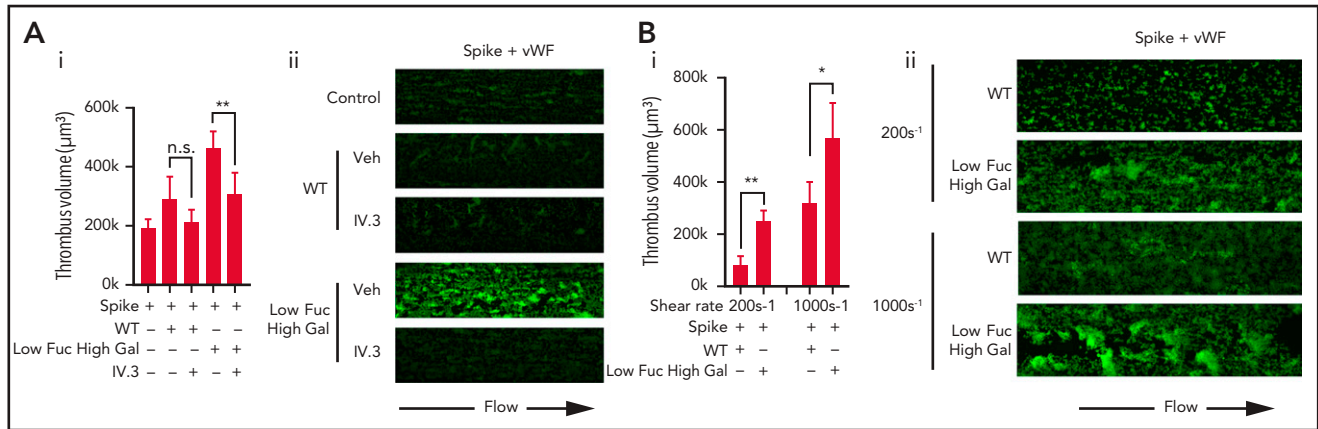 A
i
Thrombus volume (µm³)
600k
400k
200k
0k
n.s.
**
Spike + + + + +
WT – + + – –
Low Fuc High Gal – – – + +
IV.3 – – + – +
ii
Spike + vWF
Control
WT
Veh
IV.3
Low Fuc
High Gal
Veh
IV.3
Flow
B
i
Thrombus volume (µm³)
800k
600k
400k
200k
0k
**
*
Shear rate 200s-1 1000s-1
Spike + + + +
WT + – + –
Low Fuc High Gal – + – +
ii
Spike + vWF
200s⁻¹
WT
Low Fuc
High Gal
1000s⁻¹
WT
Low Fuc
High Gal
Flow